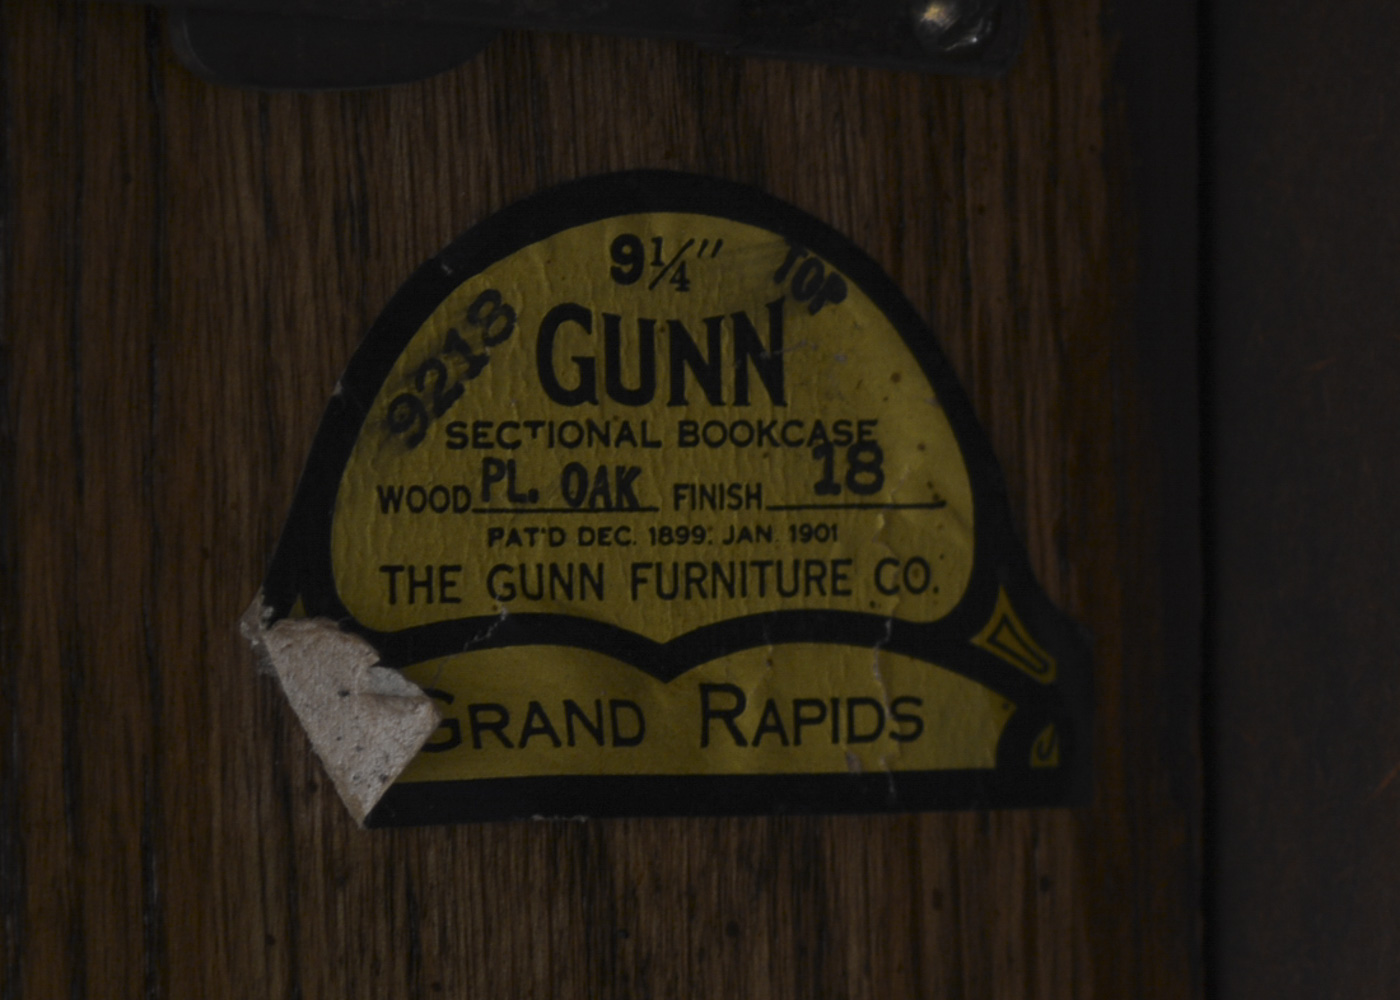 9¼" TOP
9218
GUNN
SECTIONAL BOOKCASE
WOOD PL. OAK FINISH 18
PAT'D DEC. 1899. JAN. 1901
THE GUNN FURNITURE CO.
GRAND RAPIDS